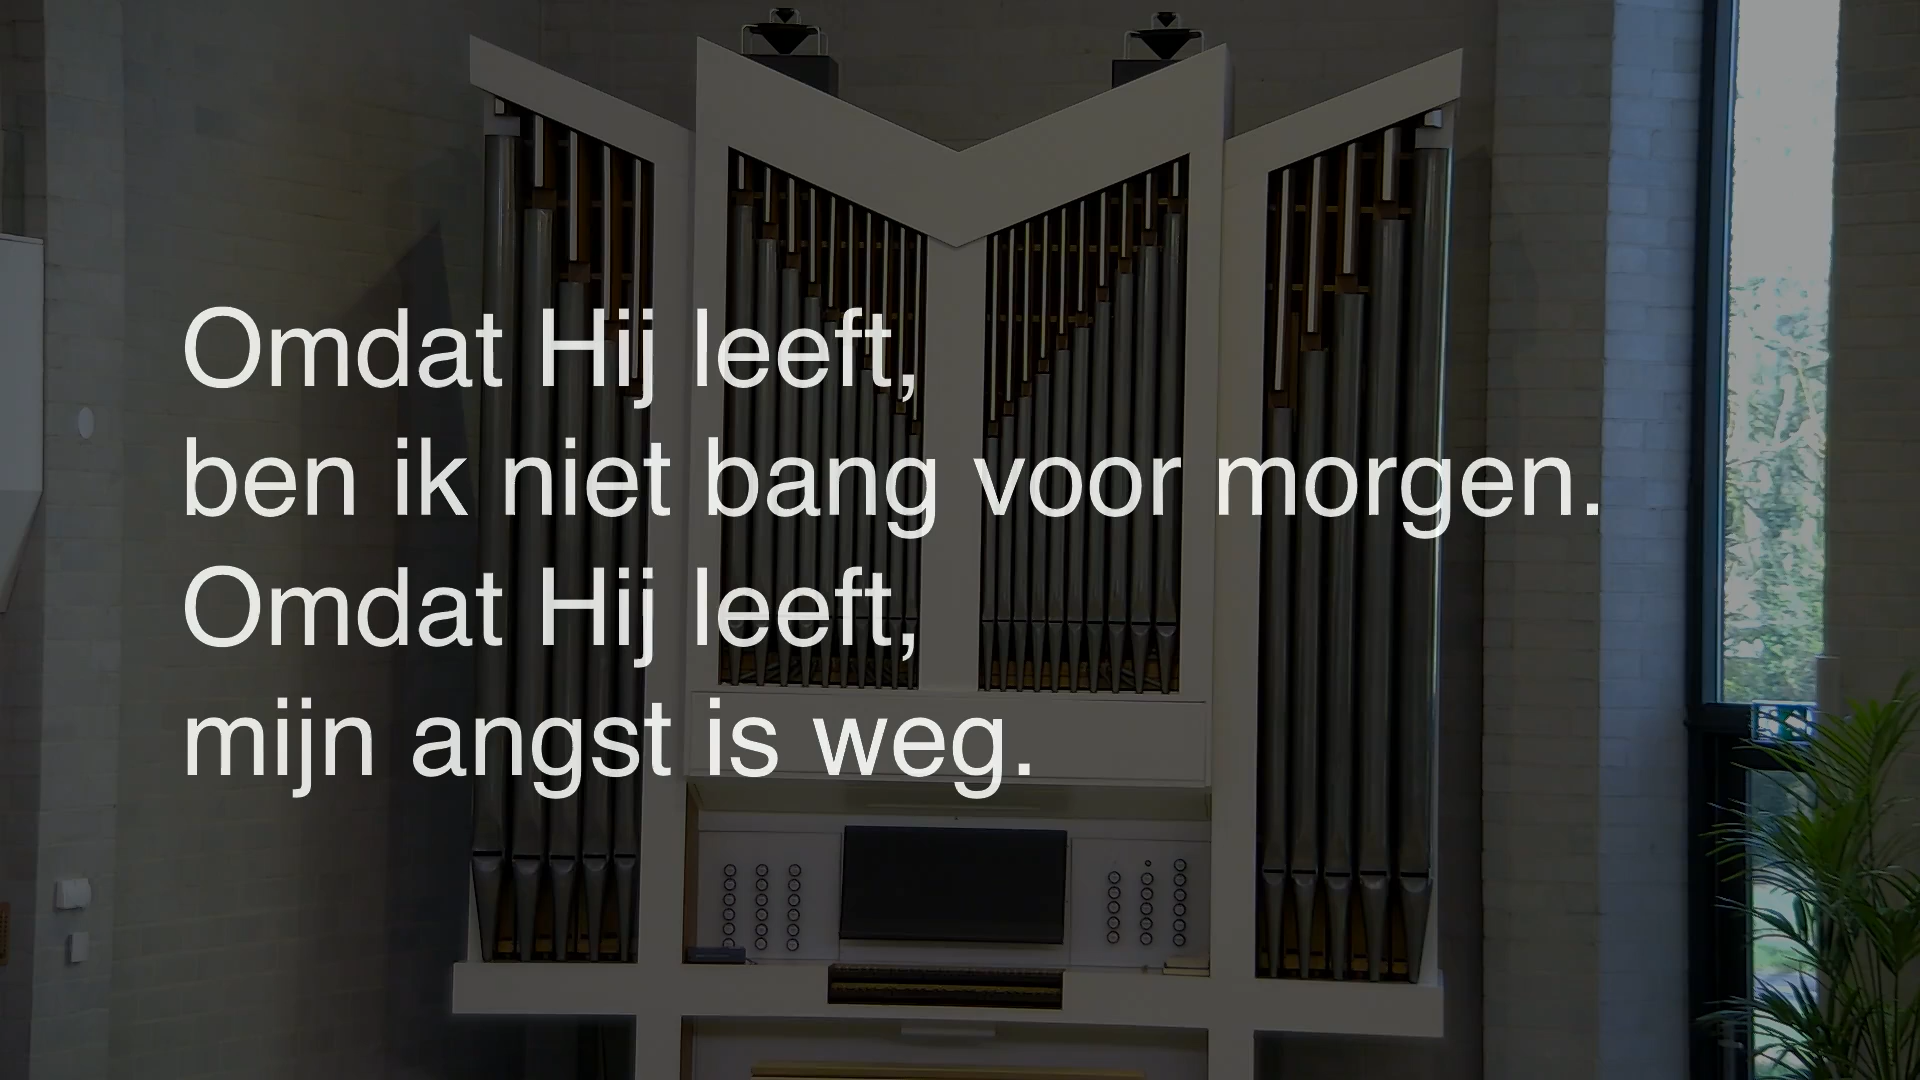 Omdat Hij leeft,
ben ik niet bang voor morgen.
Omdat Hij leeft,
mijn angst is weg.